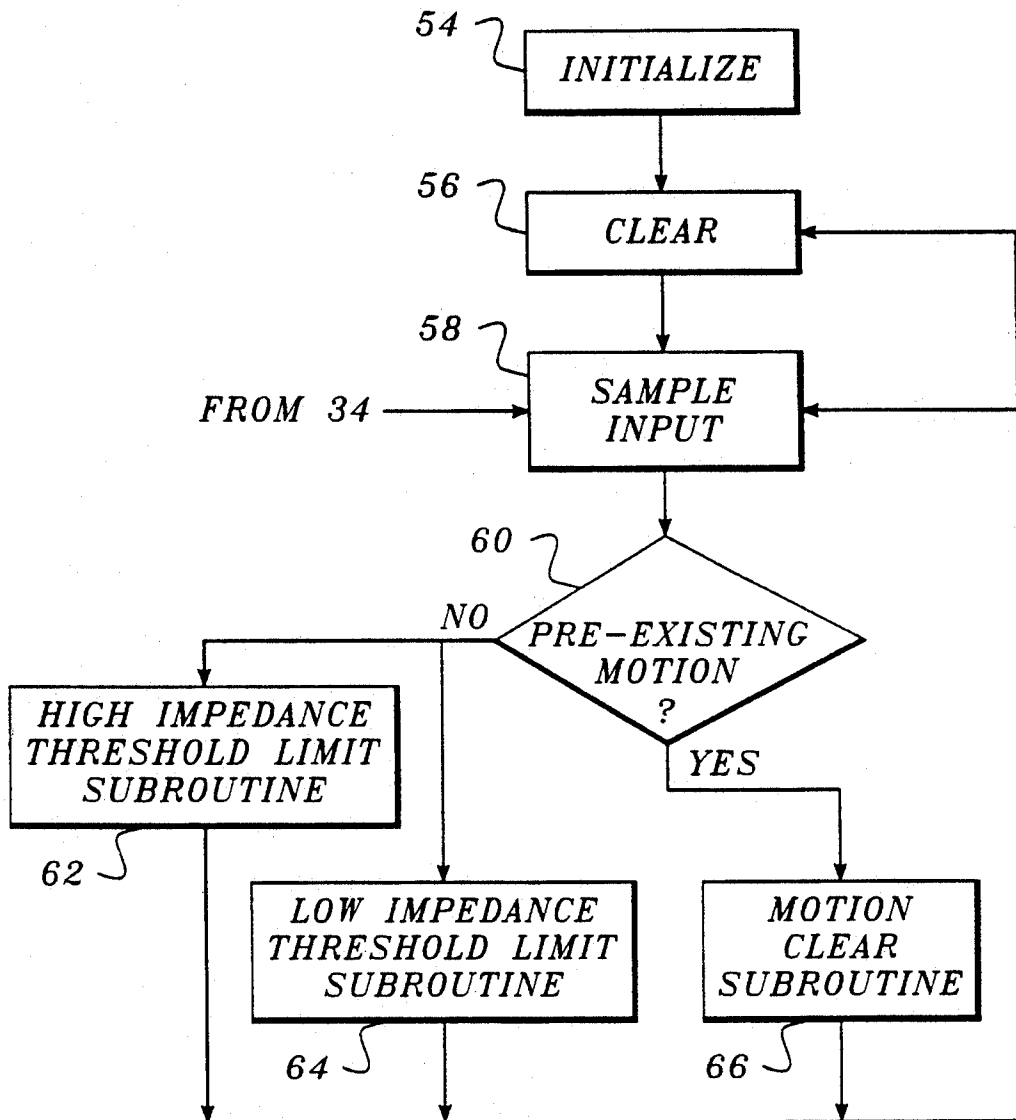 54
INITIALIZE
56
CLEAR
58
SAMPLE
INPUT
FROM 34
60
NO
PRE-EXISTING
MOTION
?
YES
HIGH IMPEDANCE
THRESHOLD LIMIT
SUBROUTINE
62
LOW IMPEDANCE
THRESHOLD LIMIT
SUBROUTINE
64
MOTION
CLEAR
SUBROUTINE
66